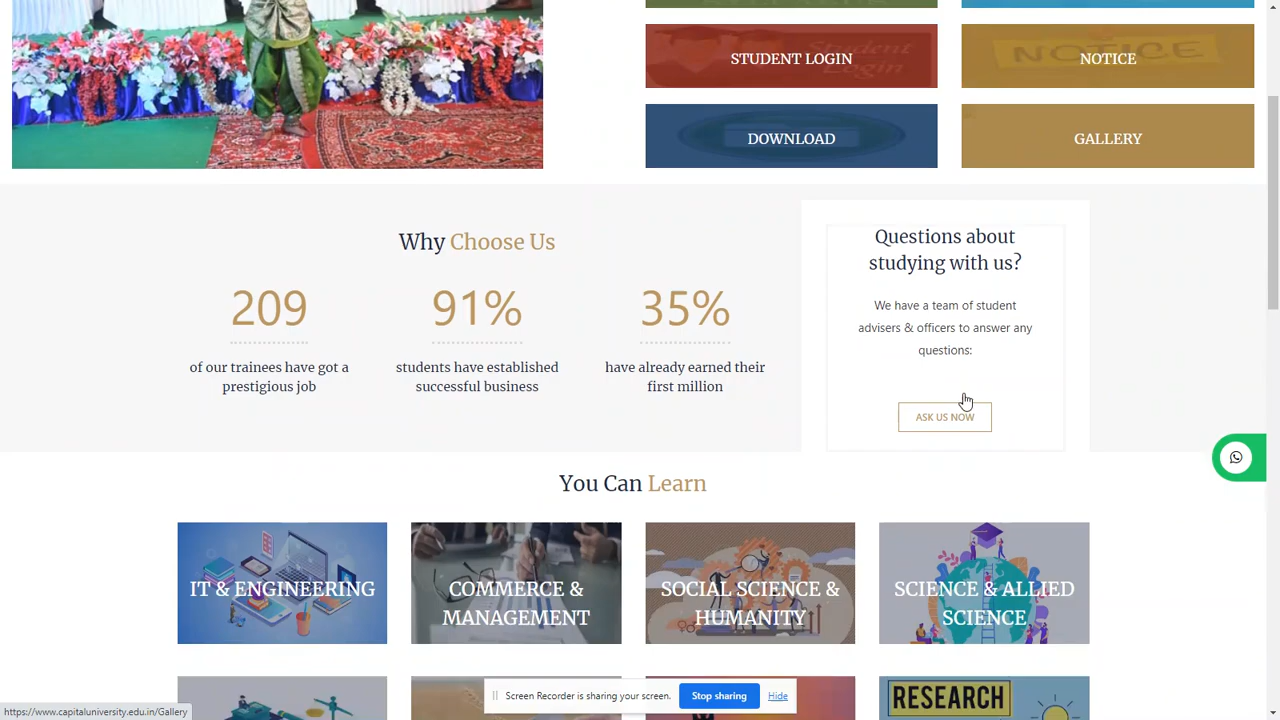 STUDENT LOGIN
Student
Login
NOTICE
NOTICE
DOWNLOAD
GALLERY
Why Choose Us
209
of our trainees have got a
prestigious job
91%
students have established
successful business
35%
have already earned their
first million
Questions about
studying with us?
We have a team of student
advisers & officers to answer any
questions:
ASK US NOW
You Can Learn
IT & ENGINEERING
COMMERCE &
MANAGEMENT
SOCIAL SCIENCE &
HUMANITY
SCIENCE & ALLIED
SCIENCE
RESEARCH
Screen Recorder is sharing your screen.
Stop sharing
Hide
https://www.capitaluniversity.edu.in/Gallery